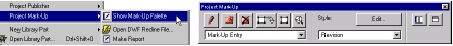 Project Publisher
Project Mark-Up
Show Mark-Up Palette
New Library Part
Open DWF Redline File...
Open Library Part...
Ctrl+Shift+O
Make Report
Project Mark-Up
Style:
Edit...
Mark-Up Entry
Revision